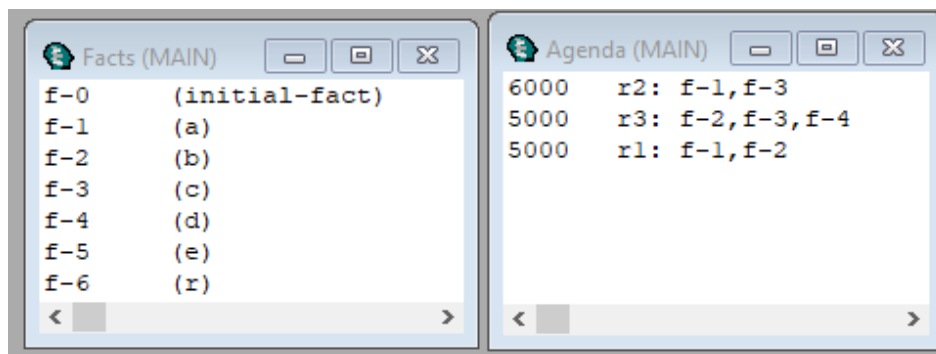 Facts (MAIN)
f-0 (initial-fact)
f-1 (a)
f-2 (b)
f-3 (c)
f-4 (d)
f-5 (e)
f-6 (r)
Agenda (MAIN)
6000 r2: f-1,f-3
5000 r3: f-2,f-3,f-4
5000 r1: f-1,f-2